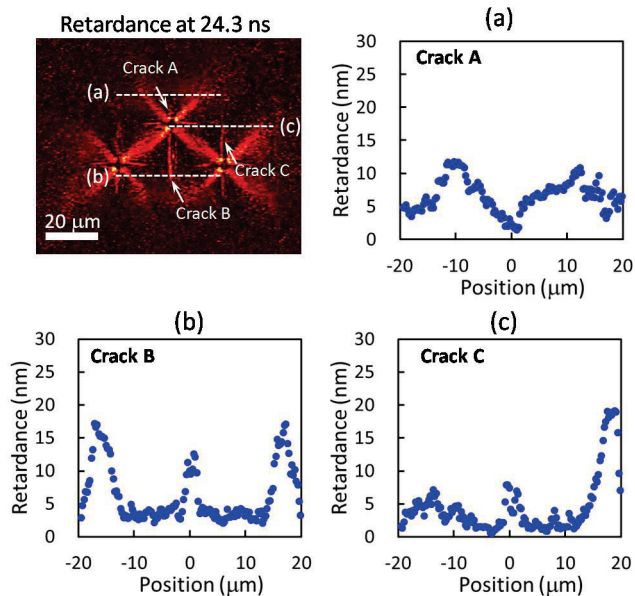 Retardance at 24.3 ns
Crack A
(a)
(c)
Crack C
(b)
Crack B
20 μm
(a)
Crack A
Retardance (nm)
30
25
20
15
10
5
0
-20 -10 0 10 20
Position (μm)
(b)
Crack B
Retardance (nm)
30
25
20
15
10
5
0
-20 -10 0 10 20
Position (μm)
(c)
Crack C
Retardance (nm)
30
25
20
15
10
5
0
-20 -10 0 10 20
Position (μm)